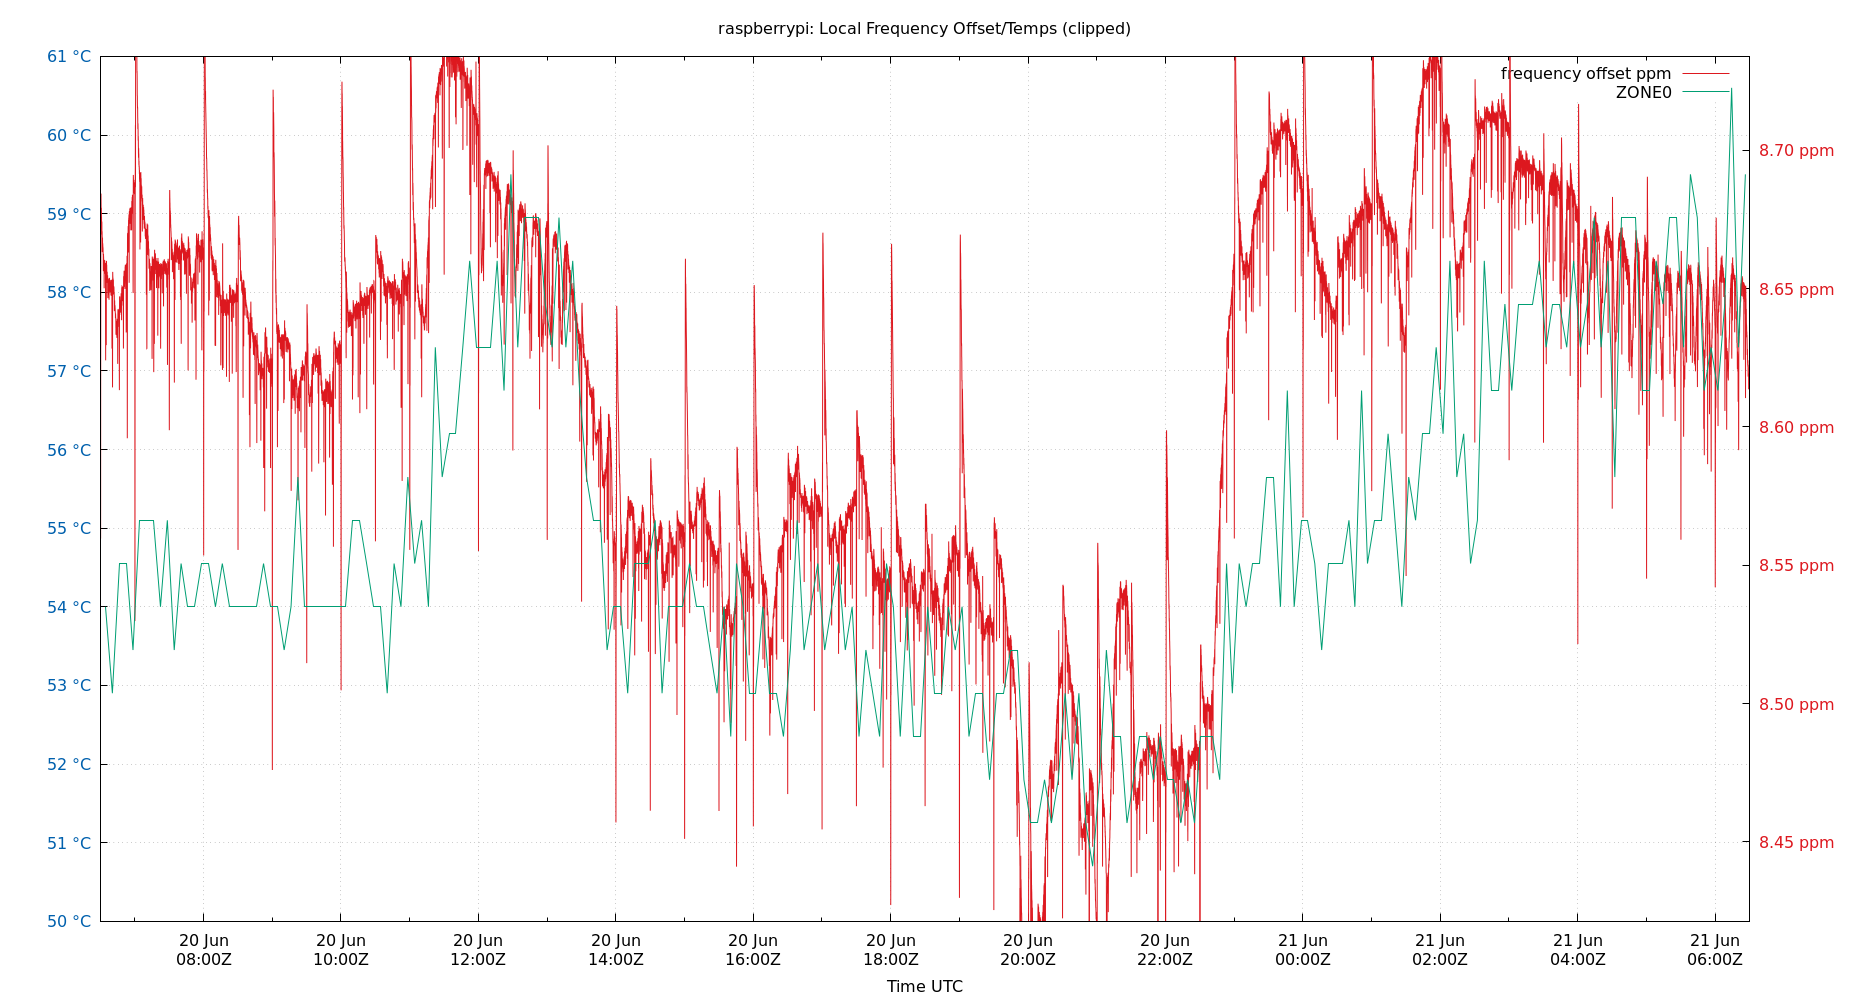 raspberrypi: Local Frequency Offset/Temps (clipped)
61 °C
60 °C
59 °C
58 °C
57 °C
56 °C
55 °C
54 °C
53 °C
52 °C
51 °C
50 °C
frequency offset ppm
ZONE0
8.70 ppm
8.65 ppm
8.60 ppm
8.55 ppm
8.50 ppm
8.45 ppm
20 Jun 20 Jun 20 Jun 20 Jun 20 Jun 20 Jun 20 Jun 20 Jun 21 Jun 21 Jun 21 Jun 21 Jun
08:00Z 10:00Z 12:00Z 14:00Z 16:00Z 18:00Z 20:00Z 22:00Z 00:00Z 02:00Z 04:00Z 06:00Z
Time UTC